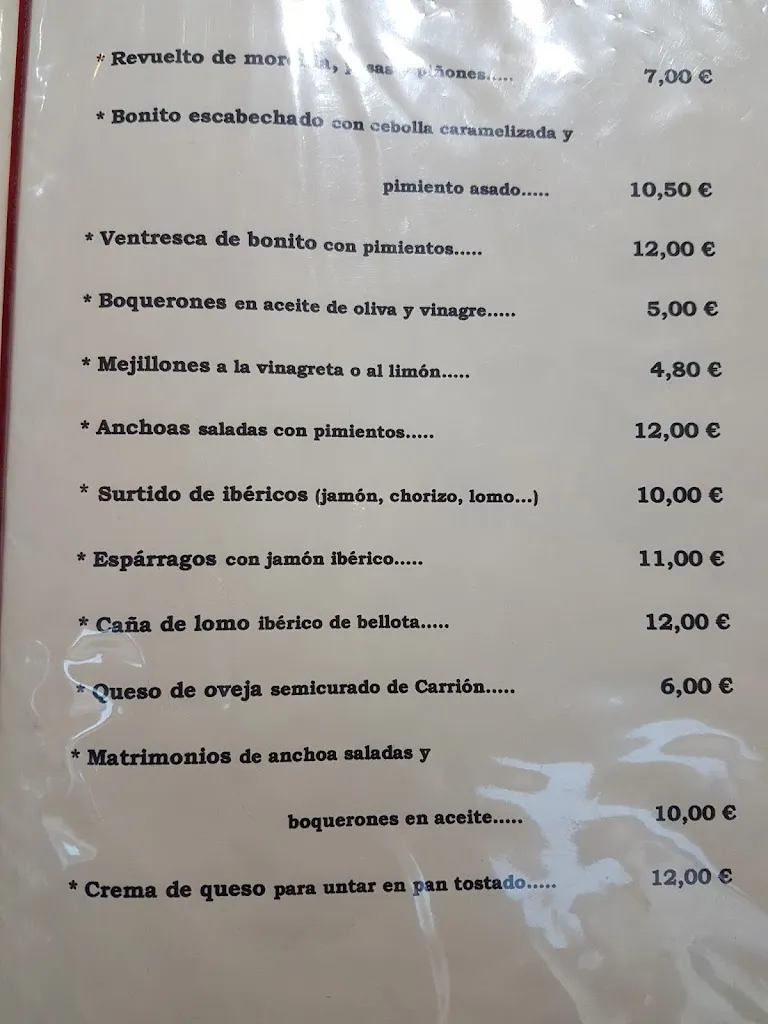 * Revuelto de piñones..... 7,00 €
* Bonito escabechado con cebolla caramelizada y
pimiento asado..... 10,50 €
* Ventresca de bonito con pimientos..... 12,00 €
* Boquerones en aceite de oliva y vinagre..... 5,00 €
* Mejillones a la vinagreta o al limón..... 4,80 €
* Anchoas saladas con pimientos..... 12,00 €
* Surtido de ibéricos (jamón, chorizo, lomo...) 10,00 €
* Espárragos con jamón ibérico..... 11,00 €
* Caña de lomo ibérico de bellota..... 12,00 €
* Queso de oveja semicurado de Carrión..... 6,00 €
* Matrimonios de anchoa saladas y
boquerones en aceite..... 10,00 €
* Crema de queso para untar en pan tostado..... 12,00 €